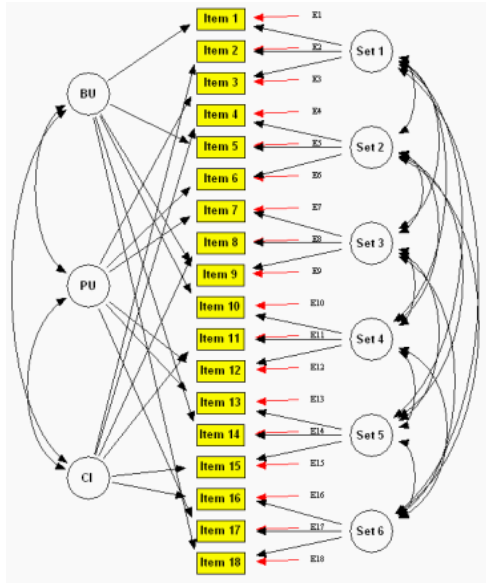 Item 1 E1
Item 2 E2 Set 1
Item 3 E3
BU
Item 4 E4
Item 5 E5 Set 2
Item 6 E6
Item 7 E7
Item 8 E8 Set 3
Item 9 E9
PU
Item 10 E10
Item 11 E11 Set 4
Item 12 E12
Item 13 E13
Item 14 E14 Set 5
Item 15 E15
CI
Item 16 E16
Item 17 E17 Set 6
Item 18 E18